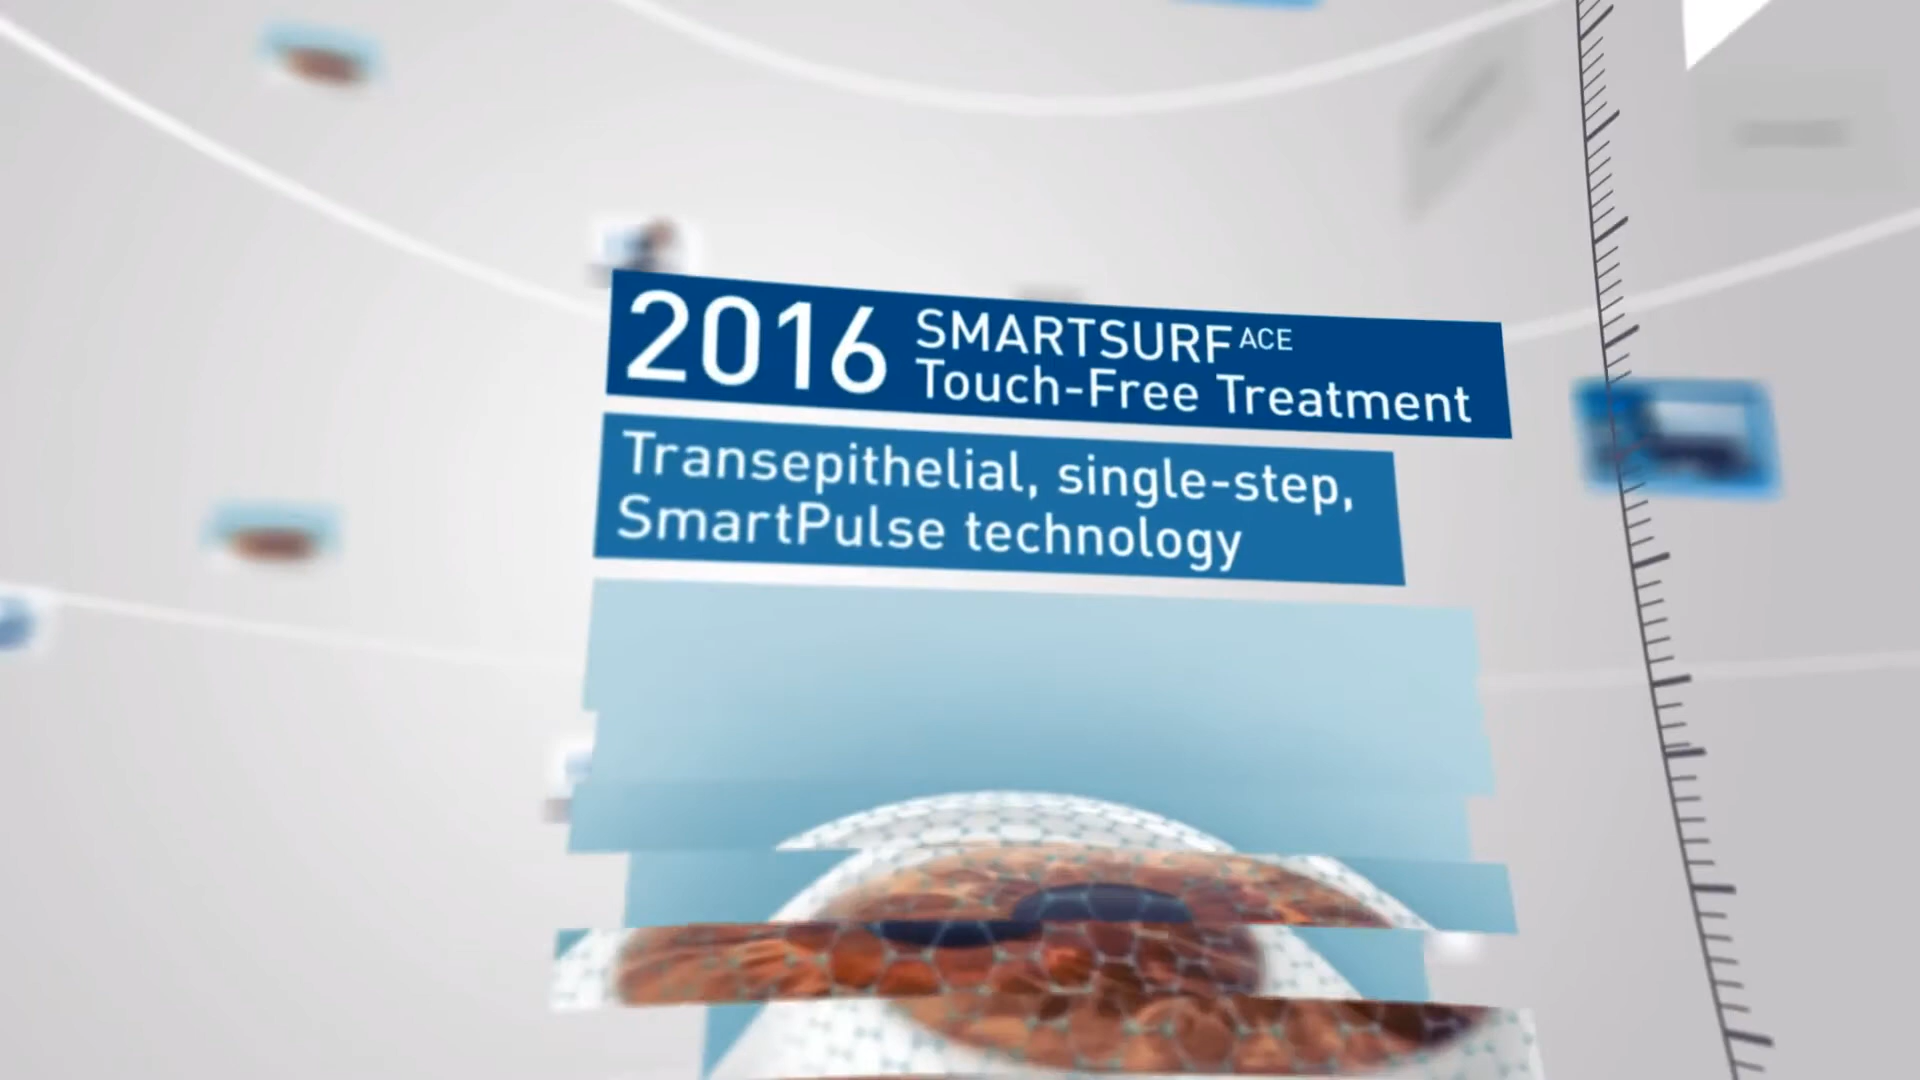 2016
SMARTSURF ACE
Touch-Free Treatment
Transepithelial, single-step,
SmartPulse technology